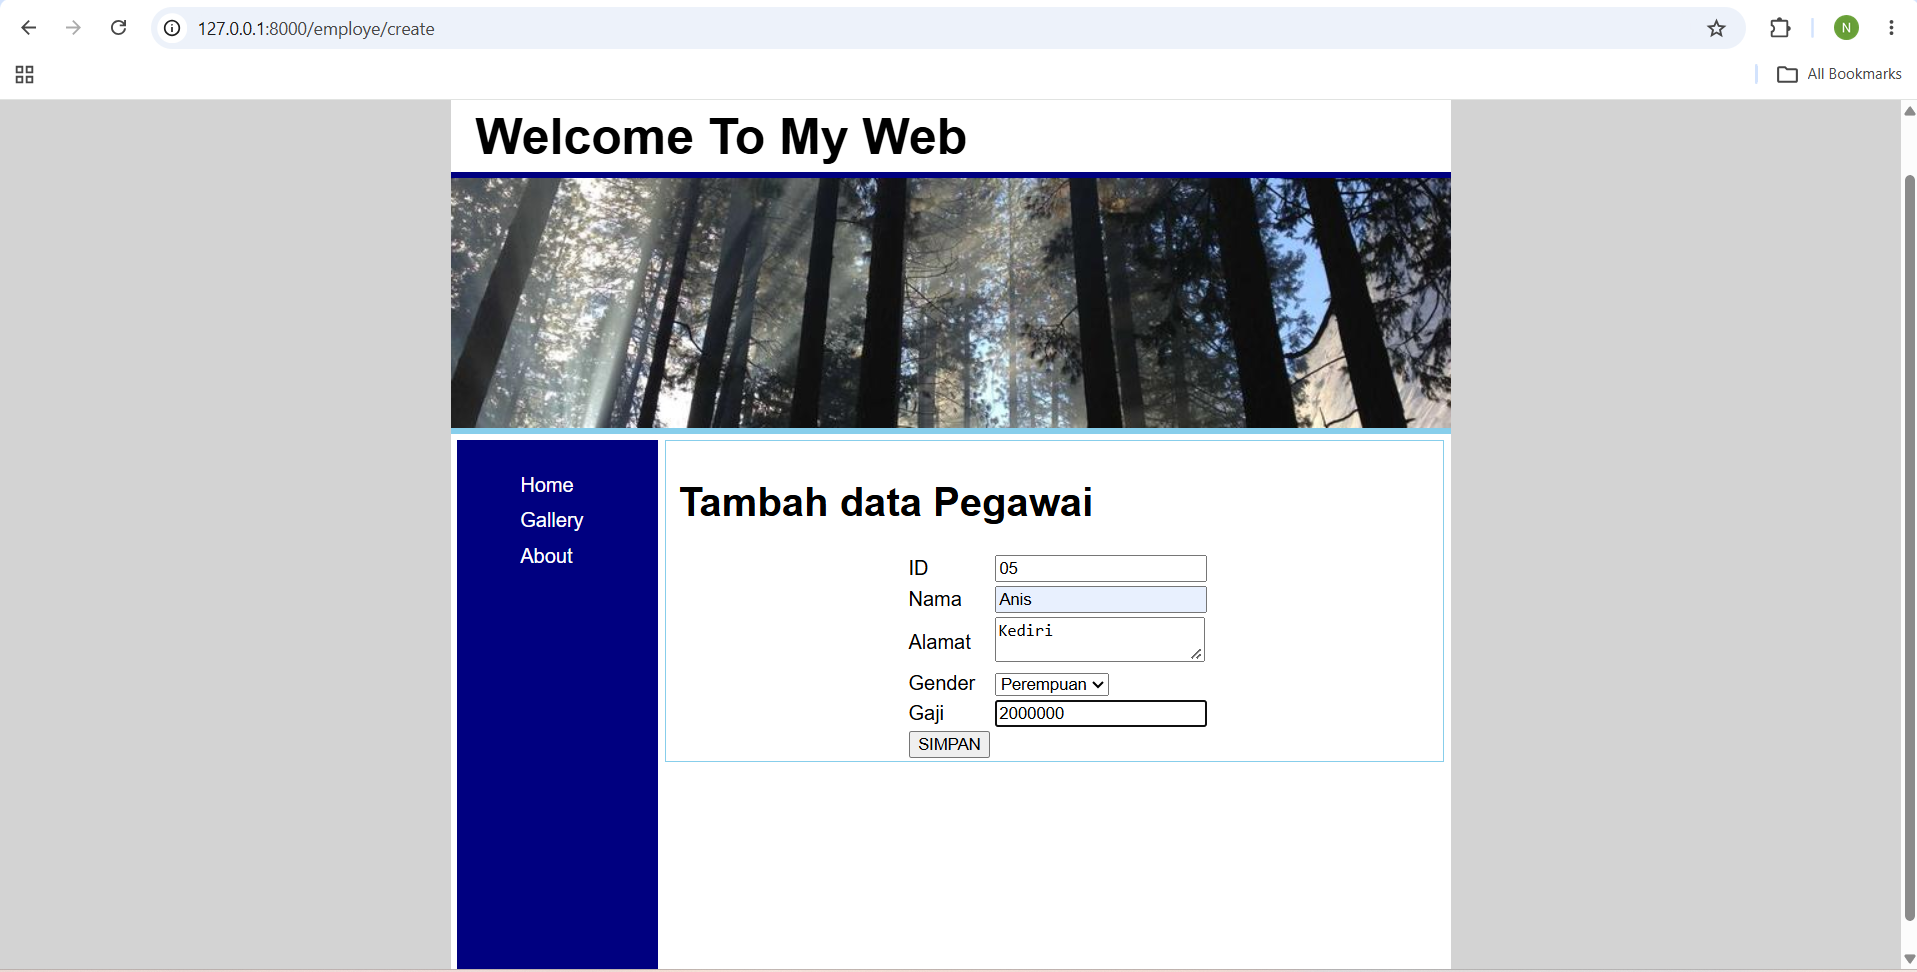 127.0.0.1:8000/employe/create
N
All Bookmarks
Welcome To My Web
Home
Gallery
About
Tambah data Pegawai
ID 05
Nama Anis
Alamat Kediri
Gender Perempuan
Gaji 2000000
SIMPAN